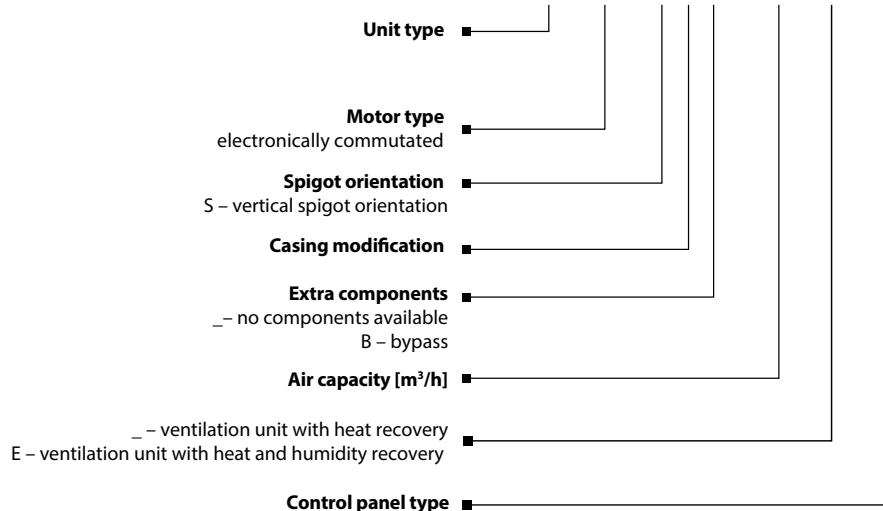 Unit type
Motor type
electronically commutated
Spigot orientation
S – vertical spigot orientation
Casing modification
Extra components
_– no components available
B – bypass
Air capacity [m³/h]
_ – ventilation unit with heat recovery
E – ventilation unit with heat and humidity recovery
Control panel type